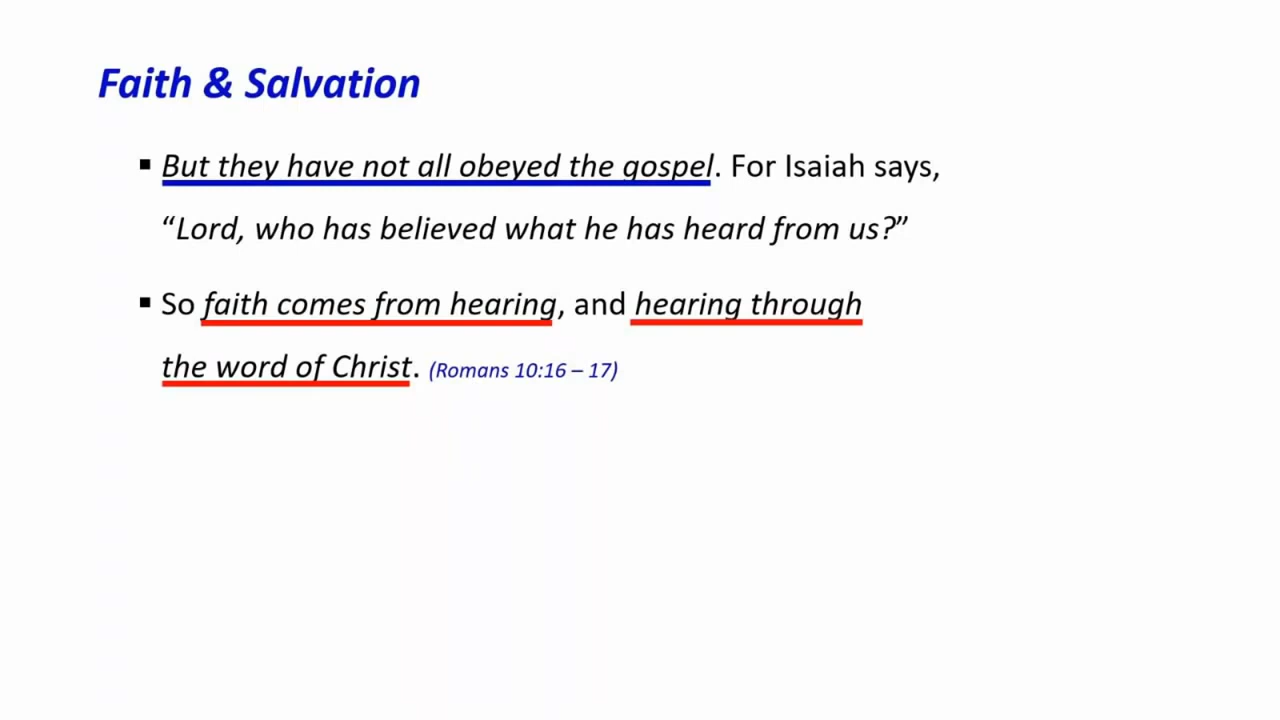 Faith & Salvation
▪ But they have not all obeyed the gospel. For Isaiah says,
“Lord, who has believed what he has heard from us?”
▪ So faith comes from hearing, and hearing through
the word of Christ. (Romans 10:16 – 17)